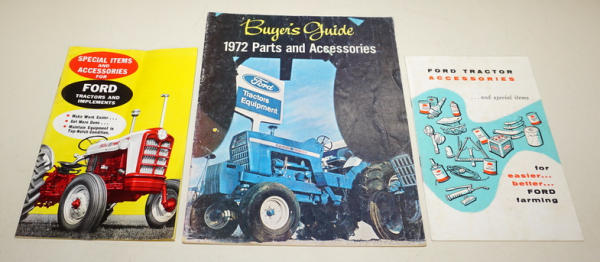 SPECIAL ITEMS
AND
ACCESSORIES
FOR
FORD
TRACTORS AND
IMPLEMENTS
• Make Work Easier...
• Get More Done...
• Maintain Equipment in
Top-Notch Condition.
Buyer's Guide
1972 Parts and Accessories
Ford
Tractors
Equipment
FORD TRACTOR
ACCESSORIES
...and special items
for
easier...
better...
FORD
farming